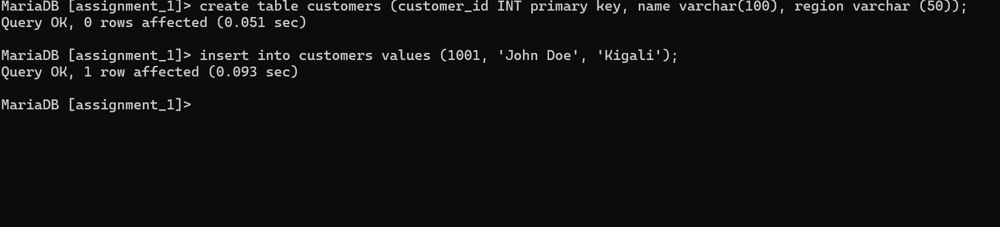 MariaDB [assignment_1]> create table customers (customer_id INT primary key, name varchar(100), region varchar (50));
Query OK, 0 rows affected (0.051 sec)
MariaDB [assignment_1]> insert into customers values (1001, 'John Doe', 'Kigali');
Query OK, 1 row affected (0.093 sec)
MariaDB [assignment_1]>